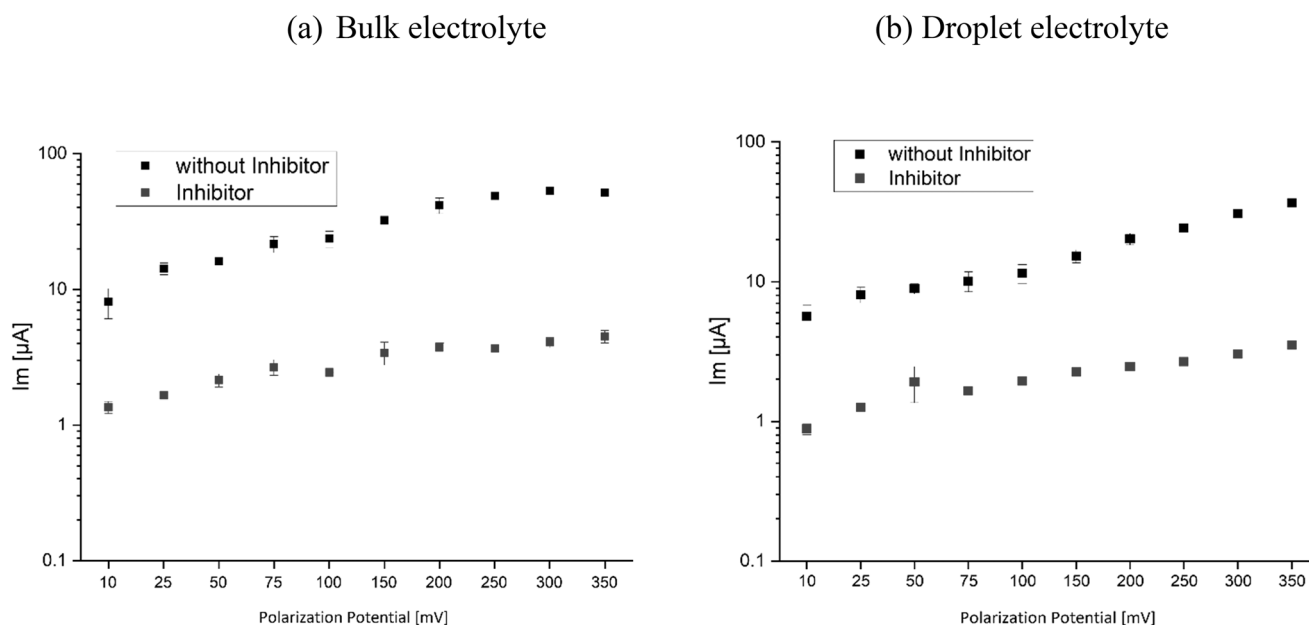 (a) Bulk electrolyte
without Inhibitor
Inhibitor
100
10
1
0.1
Im [µA]
10 25 50 75 100 150 200 250 300 350
Polarization Potential [mV]
(b) Droplet electrolyte
without Inhibitor
Inhibitor
100
10
1
0.1
Im [µA]
10 25 50 75 100 150 200 250 300 350
Polarization Potential [mV]